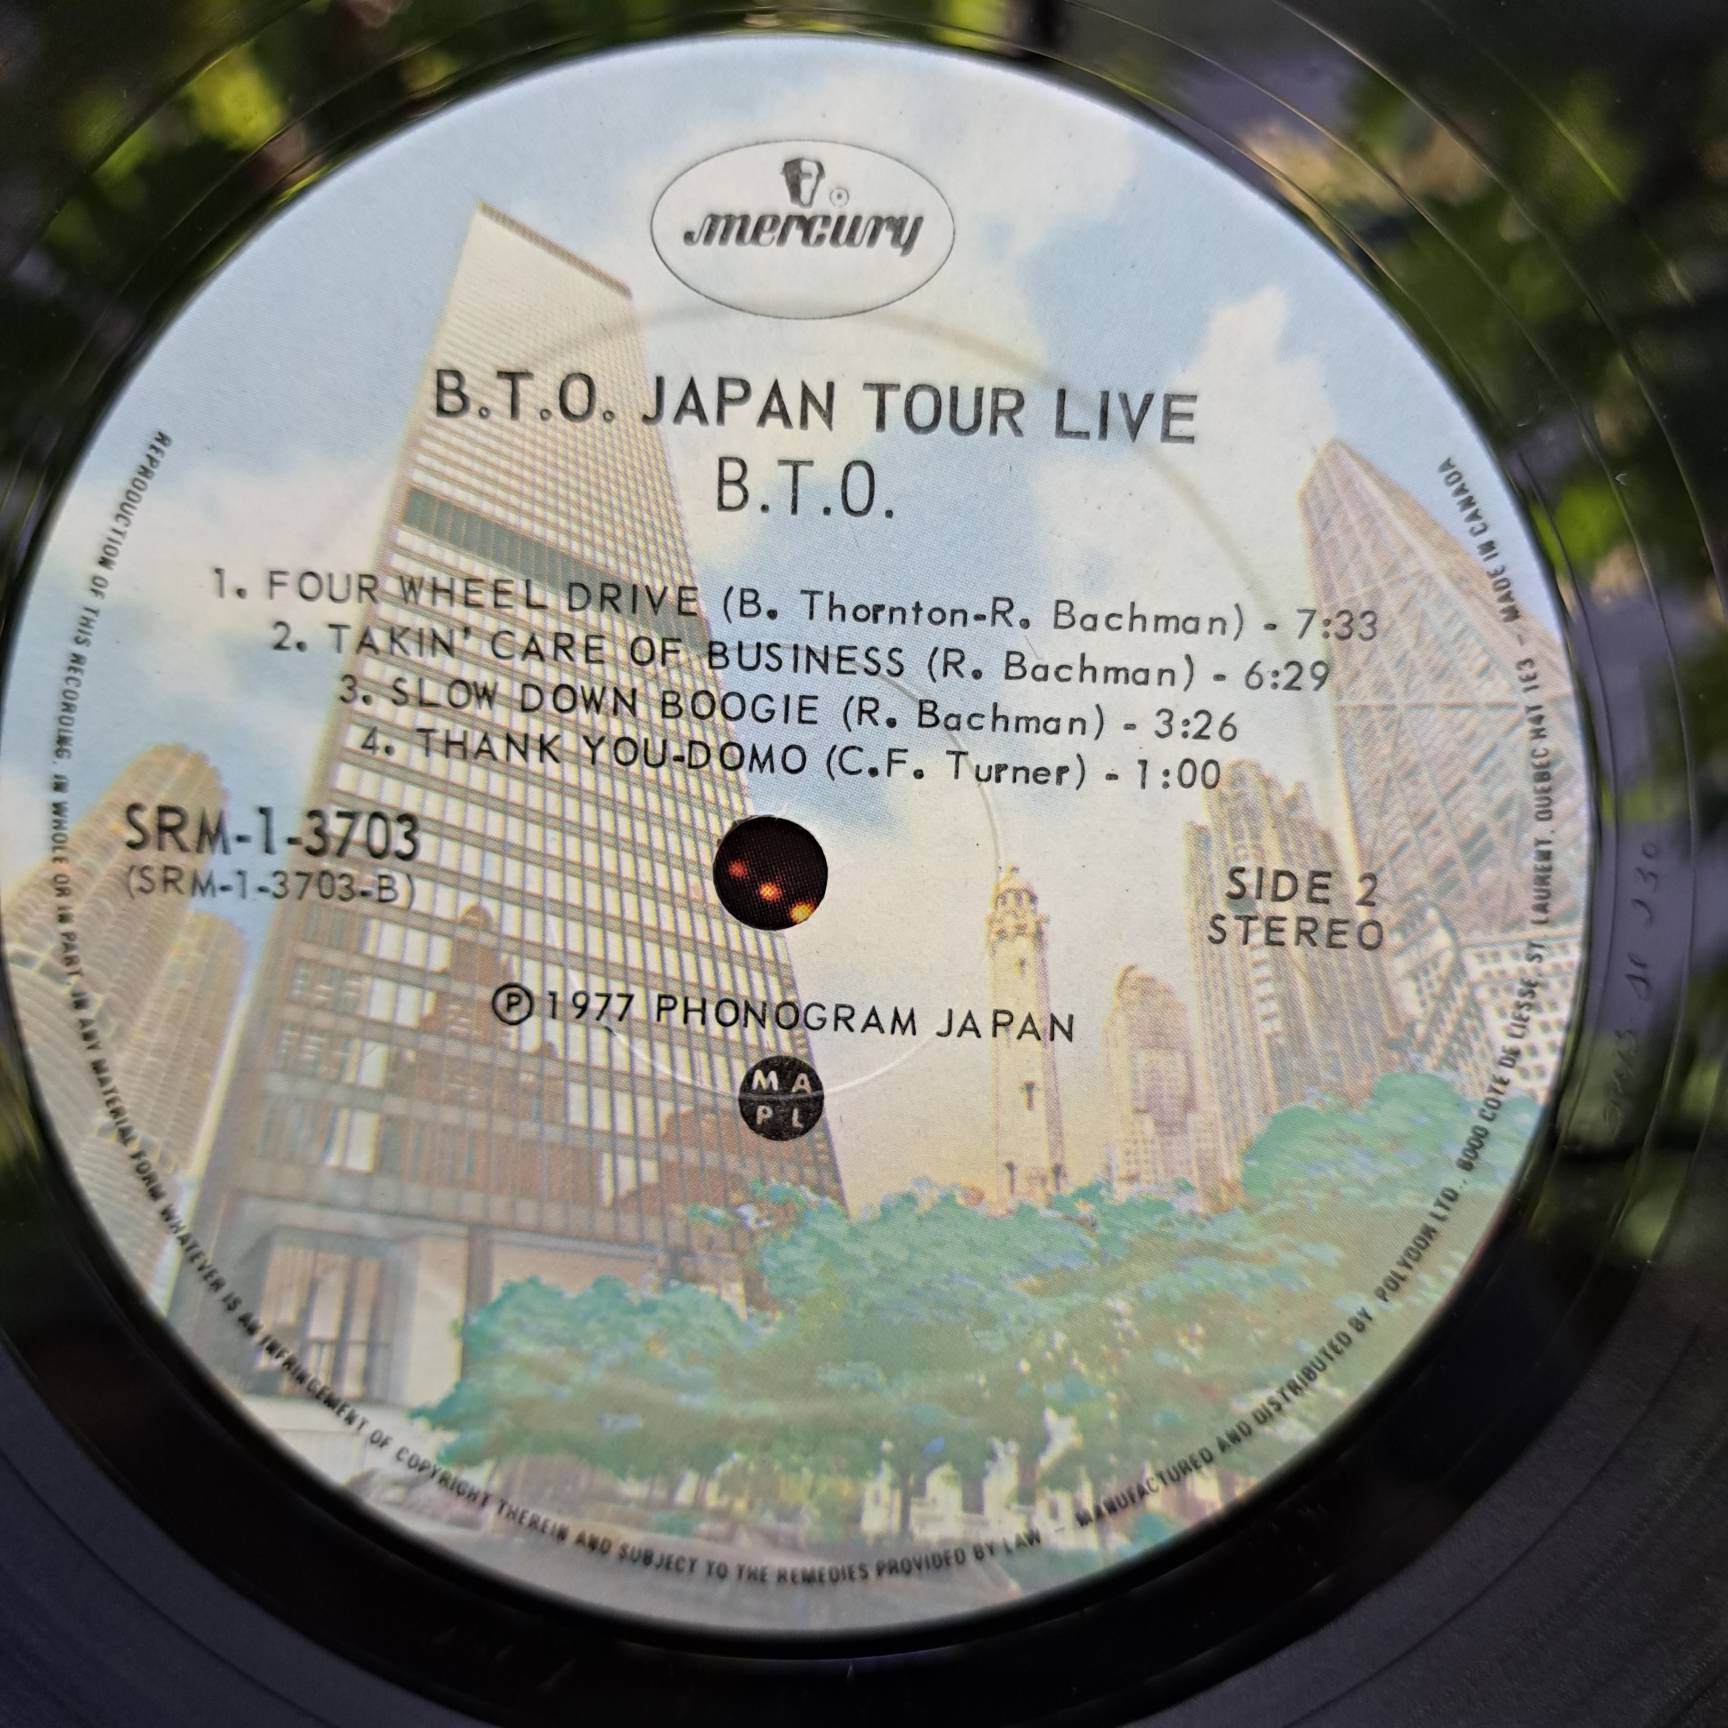 mercury
B.T.O. JAPAN TOUR LIVE
B.T.O.
1. FOUR WHEEL DRIVE (B. Thornton-R. Bachman) - 7:33
2. TAKIN' CARE OF BUSINESS (R. Bachman) - 6:29
3. SLOW DOWN BOOGIE (R. Bachman) - 3:26
4. THANK YOU-DOMO (C.F. Turner) - 1:00
SRM-1-3703
(SRM-1-3703-B)
SIDE 2
STEREO
℗ 1977 PHONOGRAM JAPAN
M A
P L
REPRODUCTION OF THIS RECORDING, IN WHOLE OR IN PART, IN ANY MATERIAL FORM WHATEVER IS AN INFRINGEMENT OF COPYRIGHT THEREIN AND SUBJECT TO THE REMEDIES PROVIDED BY LAW – MANUFACTURED AND DISTRIBUTED BY POLYDOR LTD., 6000 COTE DE LIESSE, ST. LAURENT, QUEBEC H4T 1E3 – MADE IN CANADA